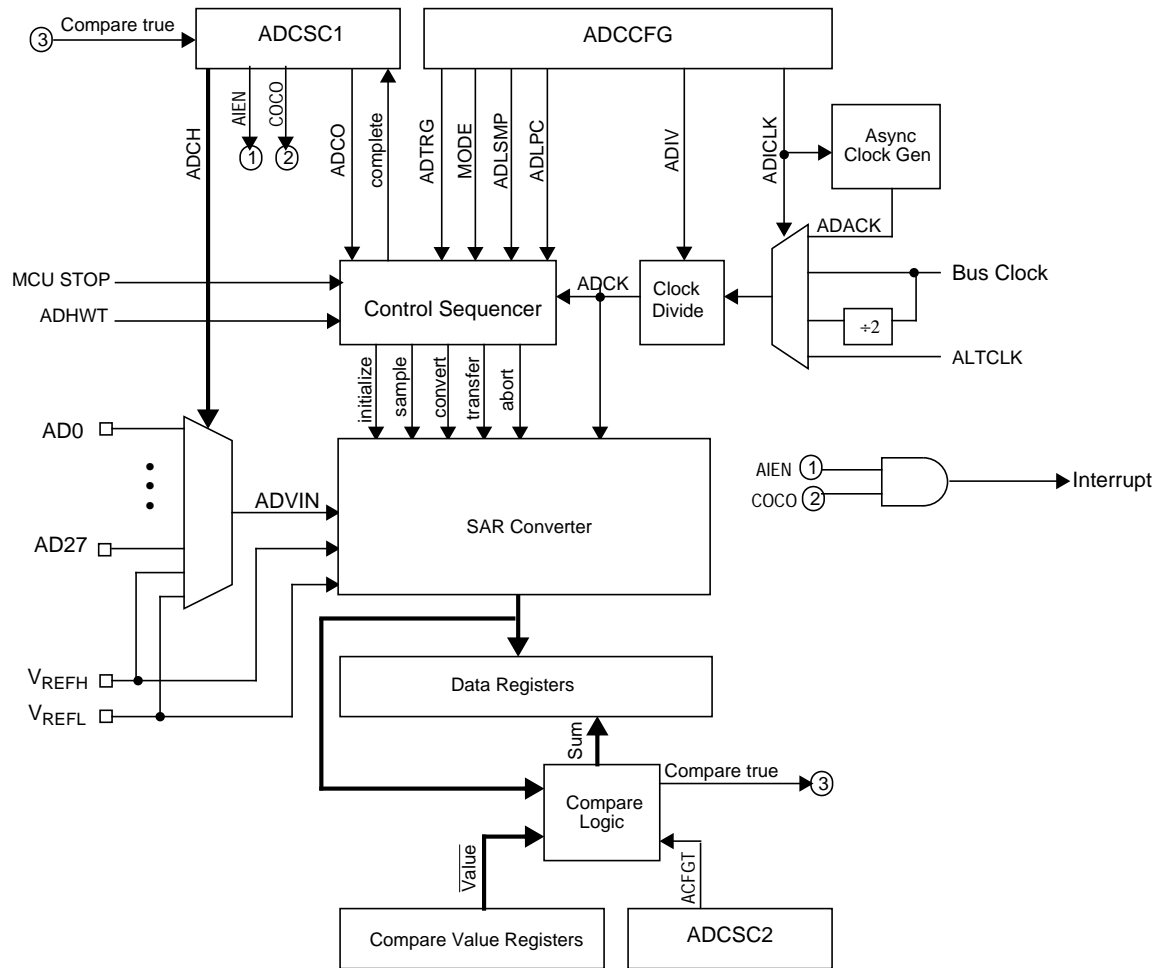 3
Compare true
ADCSC1
ADCCFG
ADCH
AIEN
COCO
1
2
ADCO
complete
ADTRG
MODE
ADLSMP
ADLPC
ADIV
ADICLK
Async
Clock Gen
ADACK
MCU STOP
ADHWT
Control Sequencer
ADCK
Clock
Divide
Bus Clock
÷2
ALTCLK
initialize
sample
convert
transfer
abort
AD0
AD27
ADVIN
SAR Converter
AIEN 1
COCO 2
Interrupt
VREFH
VREFL
Data Registers
Sum
Compare true
3
Compare
Logic
Value
ACFGT
Compare Value Registers
ADCSC2